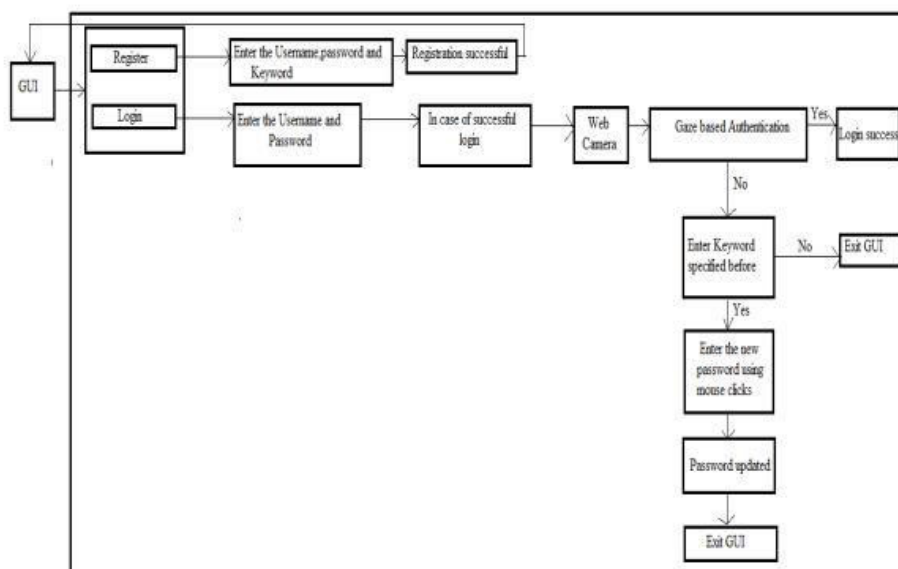 GUI
Register
Enter the Username,password and
Keyword
Registration successful
Login
Enter the Username and
Password
In case of successful
login
Web
Camera
Gaze based Authentication
Yes
Login success
No
Enter Keyword
specified before
No
Exit GUI
Yes
Enter the new
password using
mouse clicks
Password updated
Exit GUI